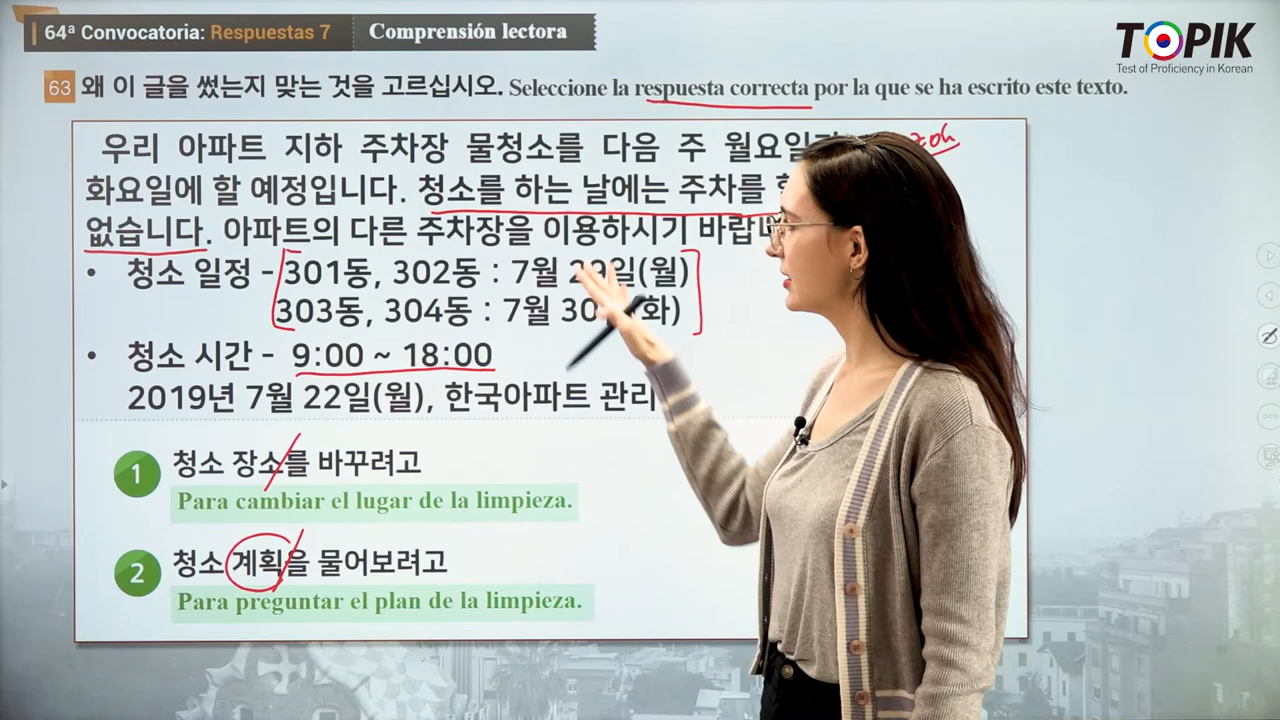 64ª Convocatoria: Respuestas 7 Comprensión lectora
TOPIK
Test of Proficiency in Korean
63 왜 이 글을 썼는지 맞는 것을 고르십시오. Seleccione la respuesta correcta por la que se ha escrito este texto.
우리 아파트 지하 주차장 물청소를 다음 주 월요일
화요일에 할 예정입니다. 청소를 하는 날에는 주차를
없습니다. 아파트의 다른 주차장을 이용하시기
• 청소 일정 - 301동, 302동 : 7월 29일(월)
303동, 304동 : 7월 30 화)
• 청소 시간 - 9:00 ~ 18:00
2019년 7월 22일(월), 한국아파트 관리
1 청소 장소를 바꾸려고
Para cambiar el lugar de la limpieza.
2 청소 계획을 물어보려고
Para preguntar el plan de la limpieza.